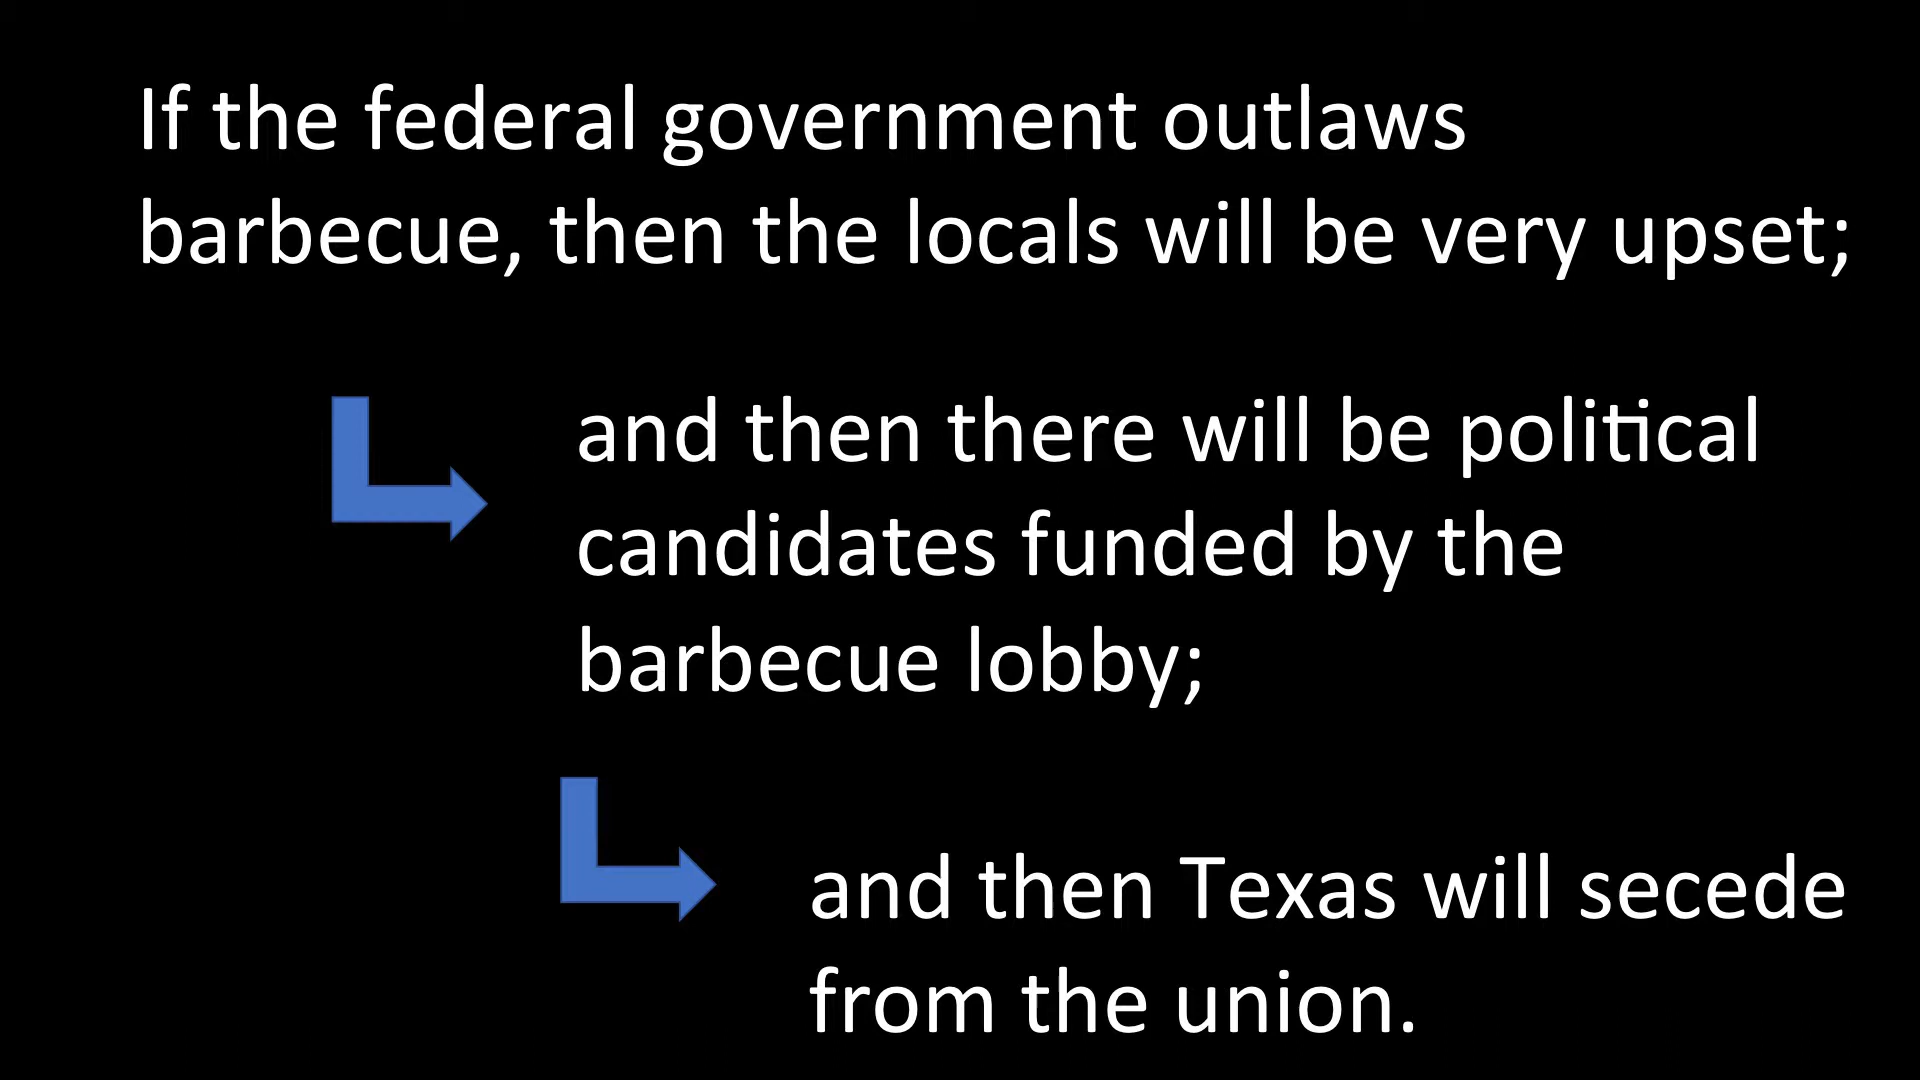 If the federal government outlaws
barbecue, then the locals will be very upset;
and then there will be political
candidates funded by the
barbecue lobby;
and then Texas will secede
from the union.